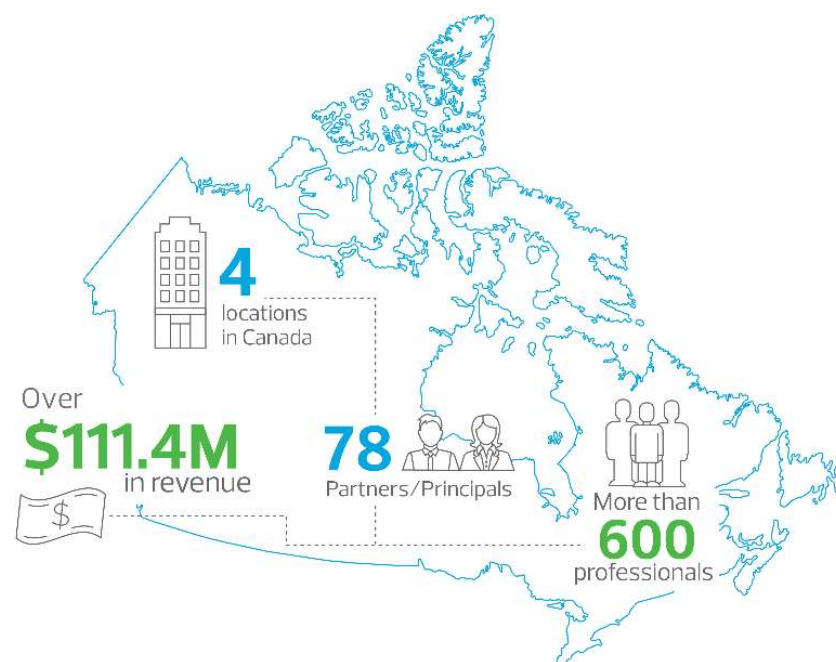 4
locations
in Canada
Over
$111.4M
in revenue
$
78
Partners/Principals
More than
600
professionals